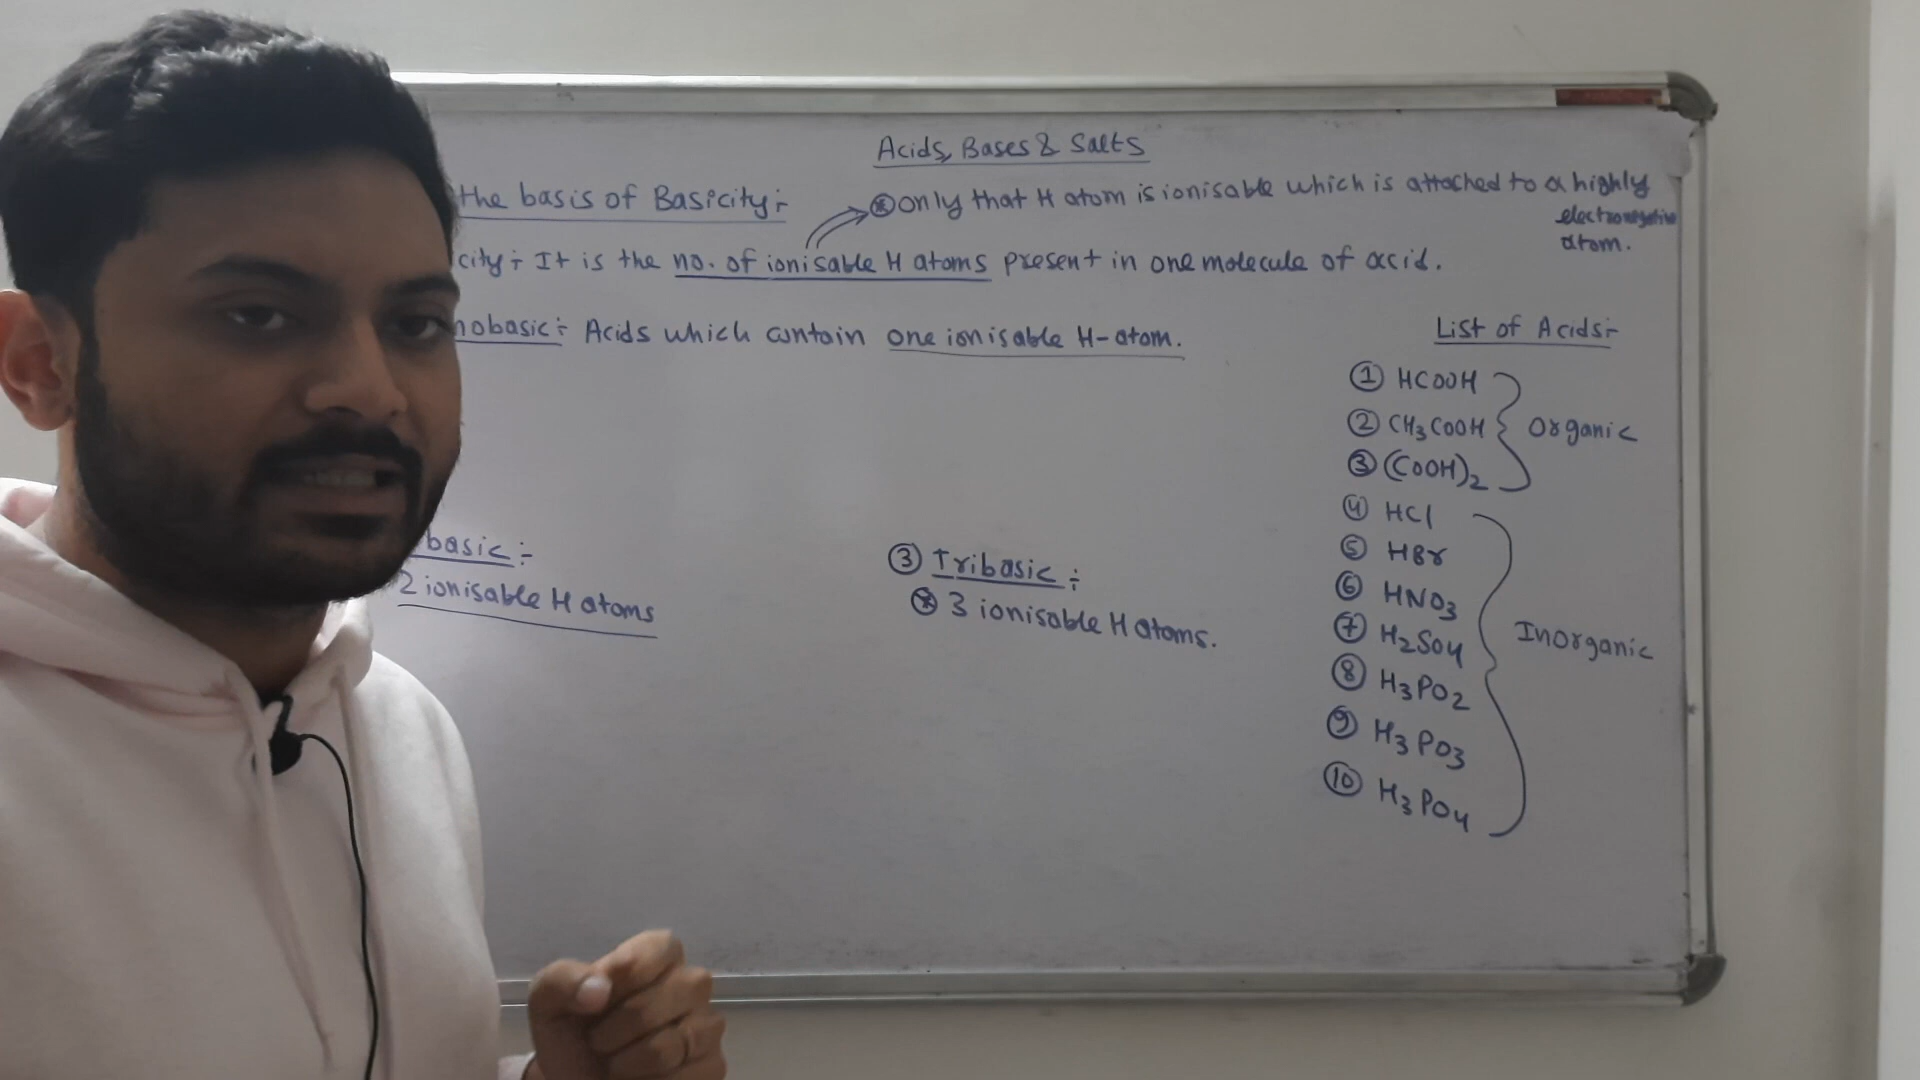 Acids, Bases & Salts
the basis of Basicity:-
⊛ only that H atom is ionisable which is attached to a highly
electronegative
atom.
city:- It is the no. of ionisable H atoms present in one molecule of acid.
nobasic:- Acids which contain one ionisable H-atom.
basic:-
2 ionisable H atoms
③ Tribasic:-
⊛ 3 ionisable H atoms.
List of Acids:-
① HCOOH
② CH3COOH
③ (COOH)2
Organic
④ HCl
⑤ HBr
⑥ HNO3
⑦ H2SO4
⑧ H3PO2
⑨ H3PO3
⑩ H3PO4
Inorganic